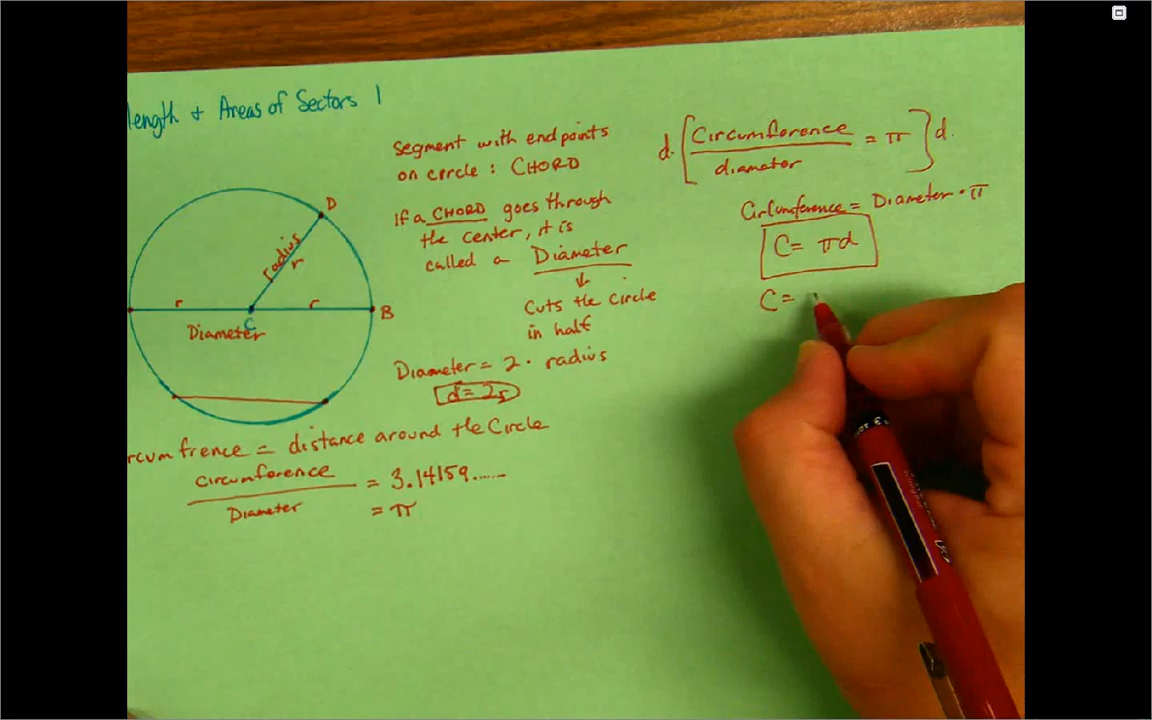 length + Areas of Sectors 1
Segment with endpoints
on circle : CHORD
If a CHORD goes through
the center, it is
called a Diameter
↓
Cuts the circle
in half
Diameter = 2 · radius
d = 2r
D
radius
r
r
r
C
B
Diameter
rcumfrence = distance around the Circle
Circumference
Diameter
= 3.14159......
= π
d · [ Circumference
diameter
= π ] d.
Circumference = Diameter · π
C = πd
C =